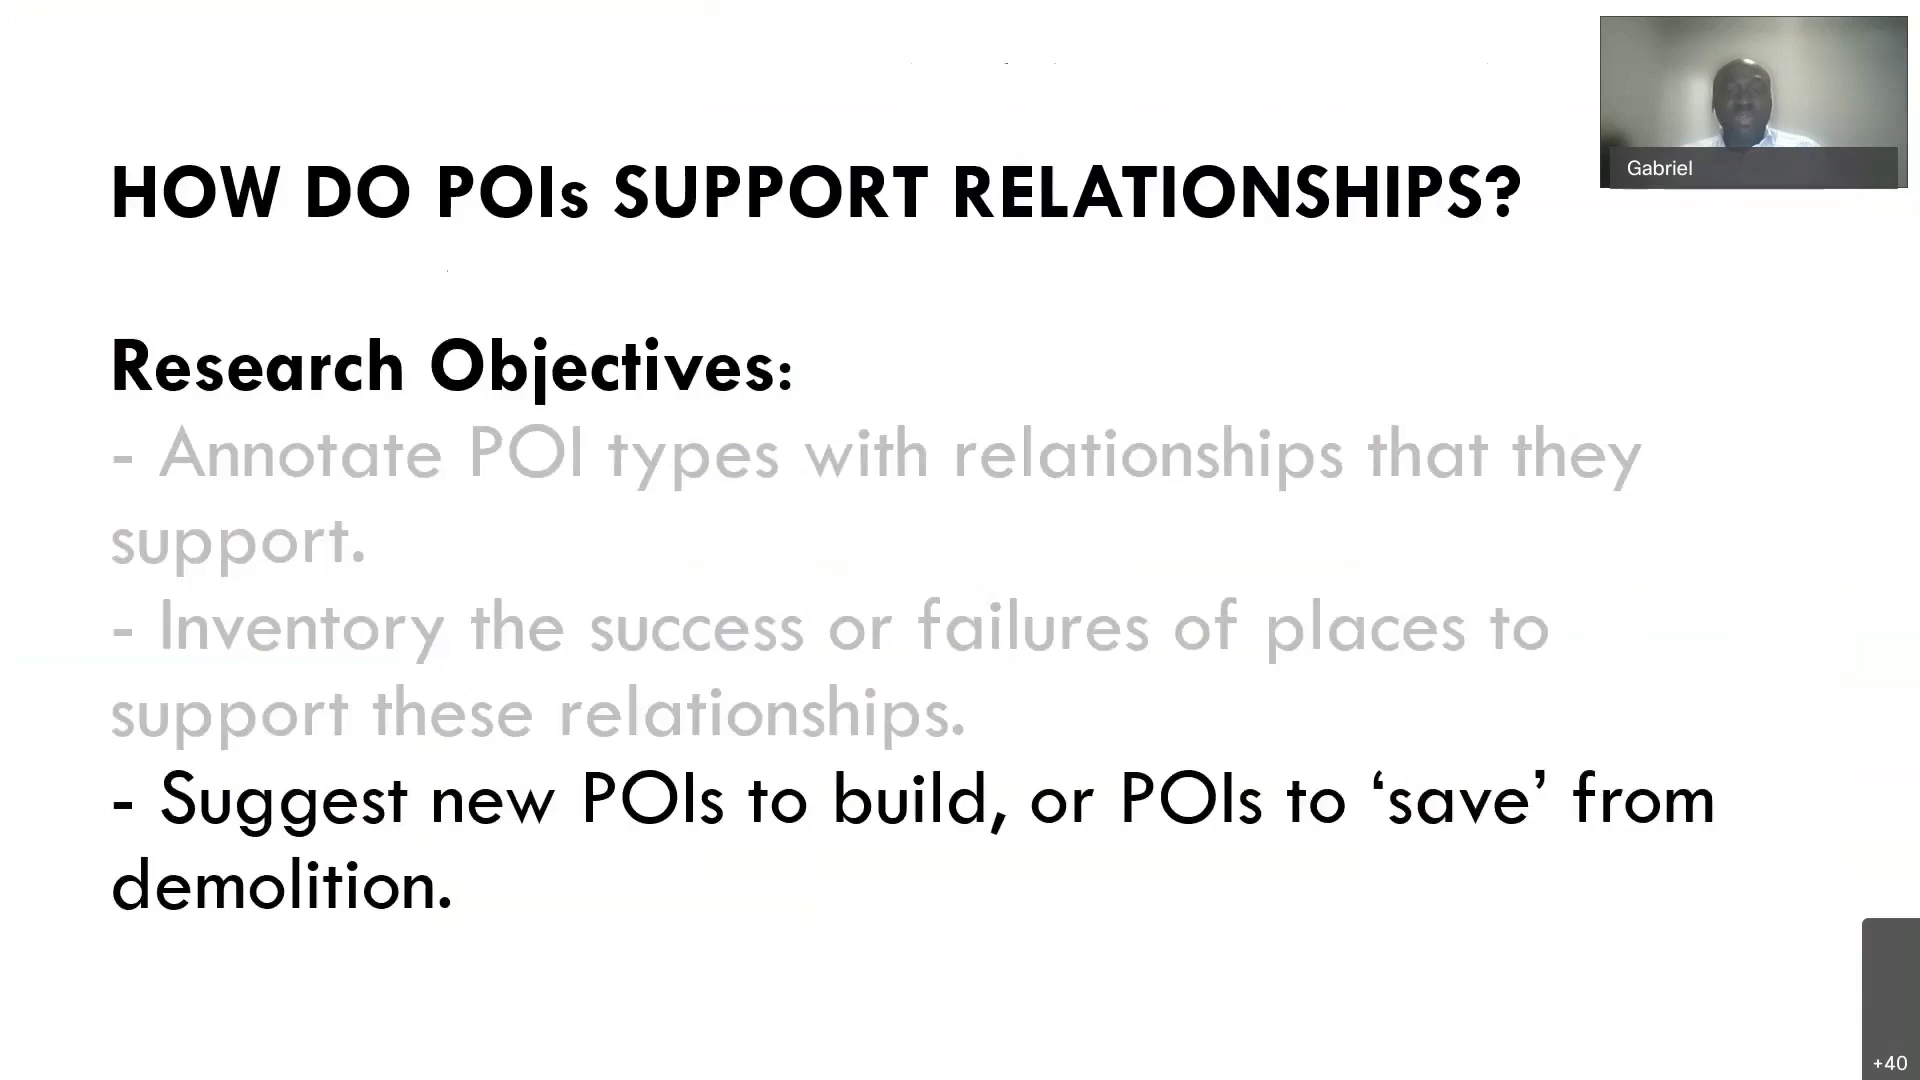 Gabriel
HOW DO POIs SUPPORT RELATIONSHIPS?
Research Objectives:
- Annotate POI types with relationships that they
support.
- Inventory the success or failures of places to
support these relationships.
- Suggest new POIs to build, or POIs to ‘save’ from
demolition.
+40